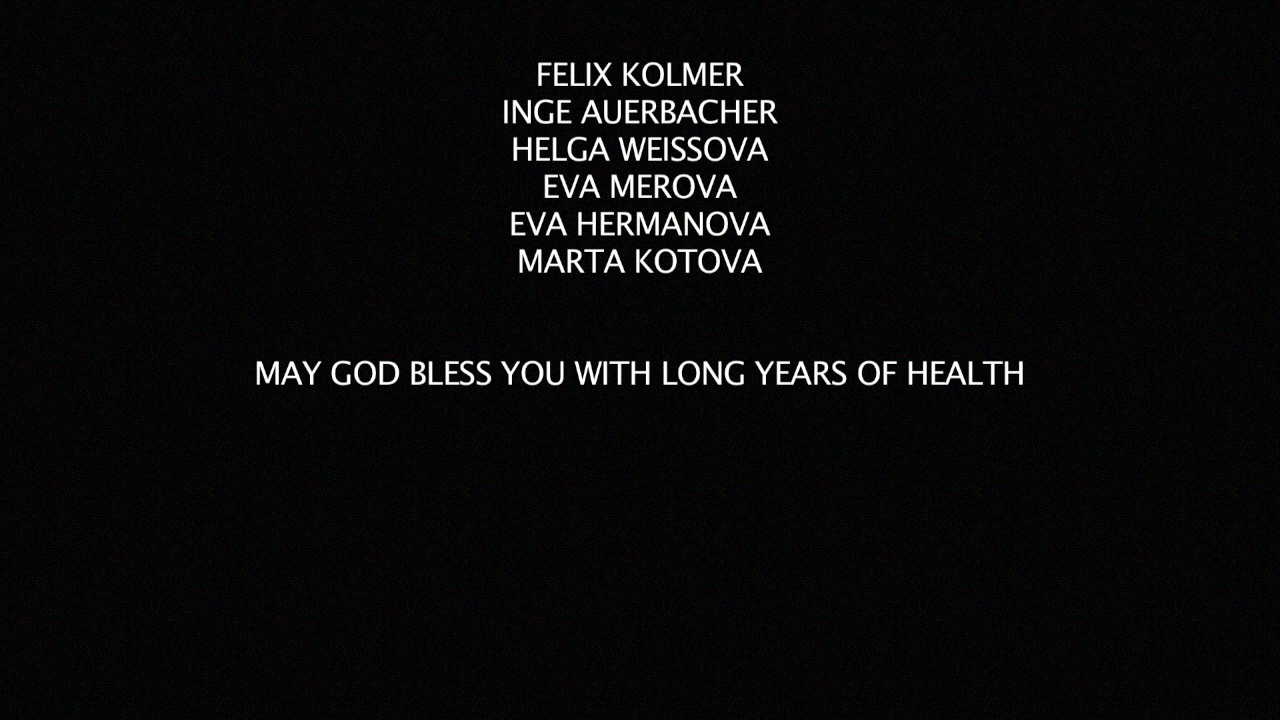 FELIX KOLMER
INGE AUERBACHER
HELGA WEISSOVA
EVA MEROVA
EVA HERMANOVA
MARTA KOTOVA
MAY GOD BLESS YOU WITH LONG YEARS OF HEALTH